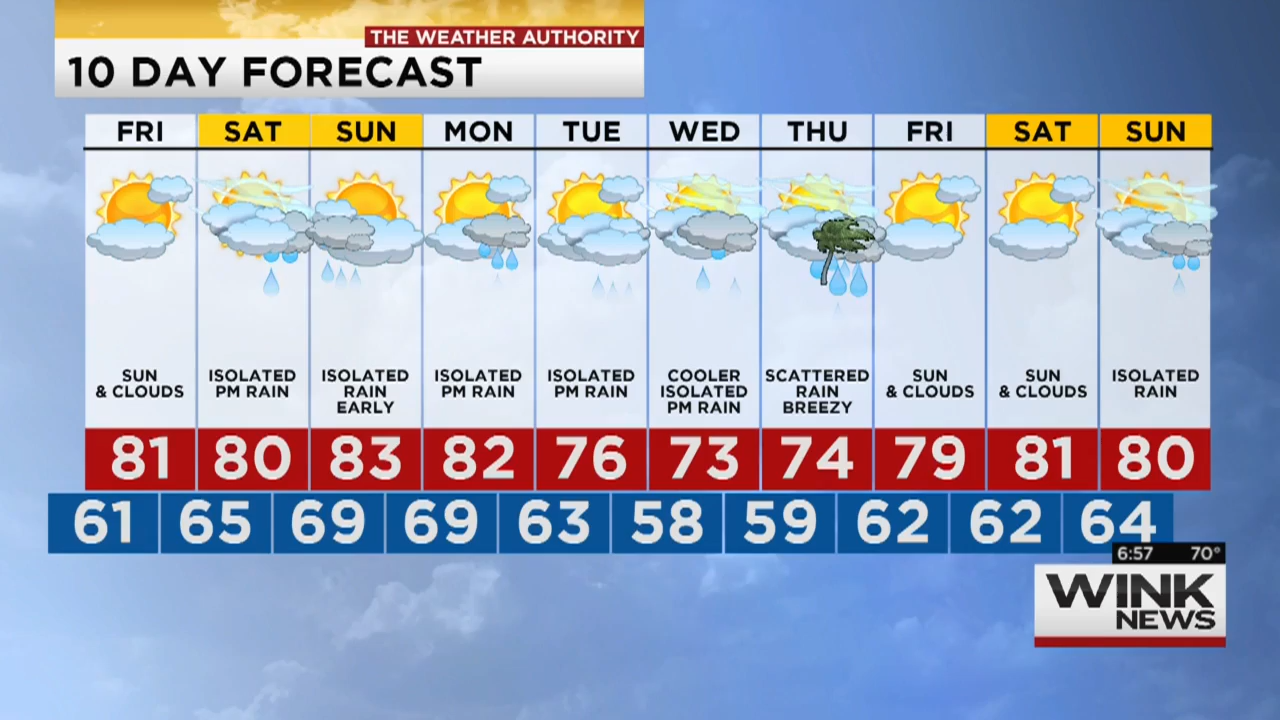 THE WEATHER AUTHORITY
10 DAY FORECAST
FRI SAT SUN MON TUE WED THU FRI SAT SUN
SUN
& CLOUDS
ISOLATED
PM RAIN
ISOLATED
RAIN
EARLY
ISOLATED
PM RAIN
ISOLATED
PM RAIN
COOLER
ISOLATED
PM RAIN
SCATTERED
RAIN
BREEZY
SUN
& CLOUDS
SUN
& CLOUDS
ISOLATED
RAIN
81 80 83 82 76 73 74 79 81 80
61 65 69 69 63 58 59 62 62 64
6:57 70°
WINK
NEWS